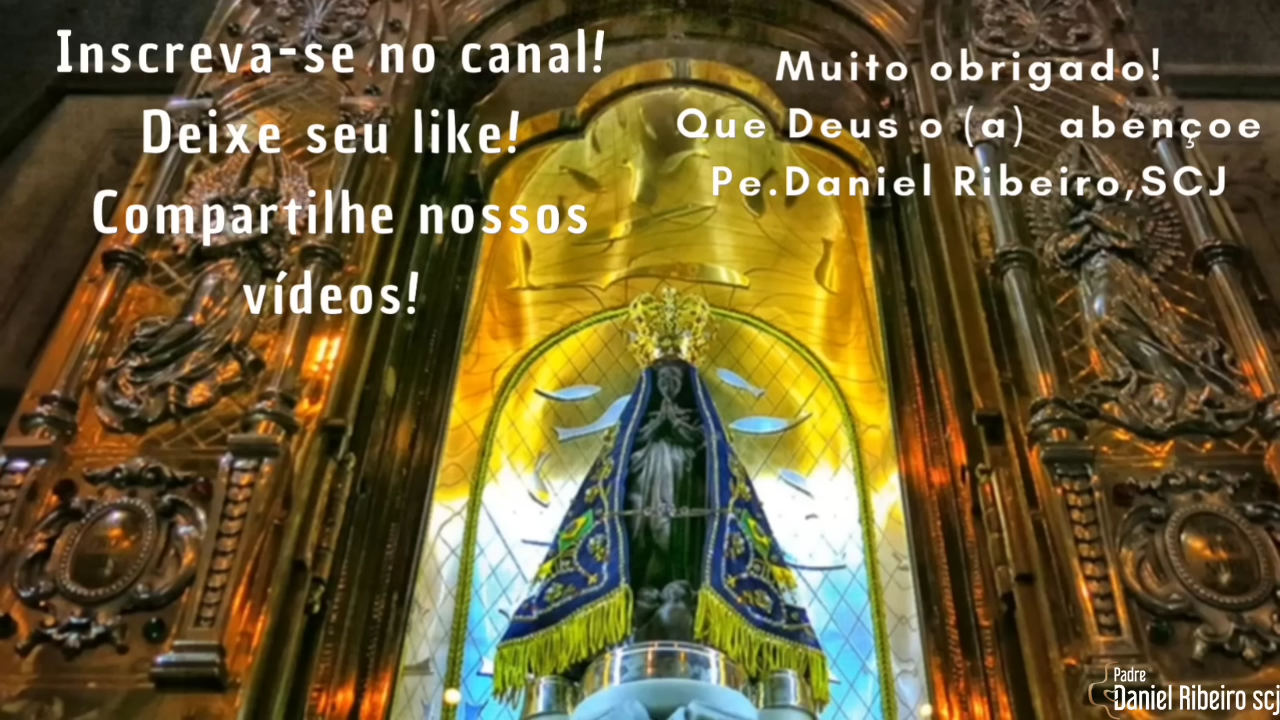 Inscreva-se no canal!
Deixe seu like!
Compartilhe nossos
vídeos!
Muito obrigado!
Que Deus o (a) abençoe
Pe.Daniel Ribeiro,SCJ
Padre
Daniel Ribeiro scj